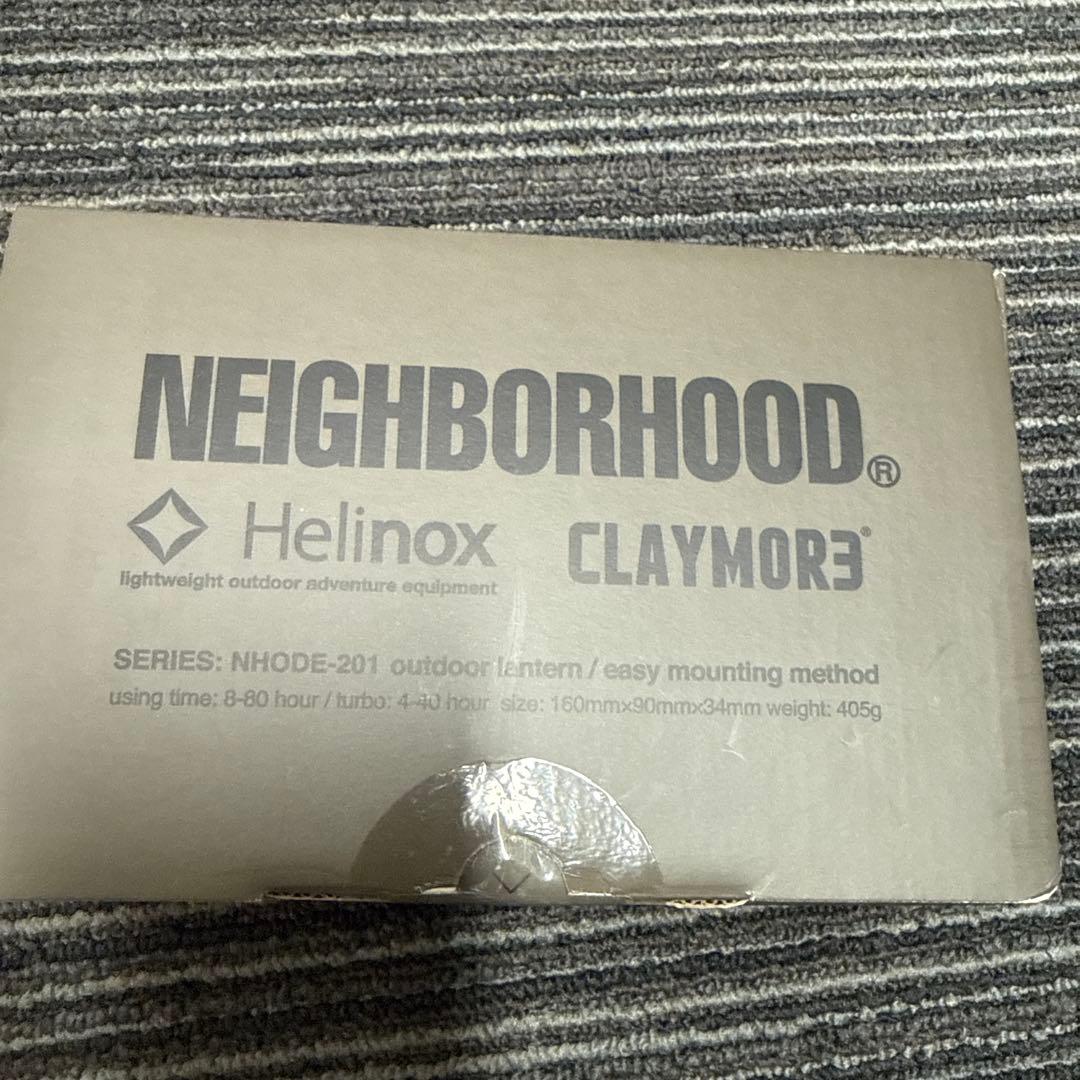 NEIGHBORHOOD®
Helinox CLAYMOR3®
lightweight outdoor adventure equipment
SERIES: NHODE-201 outdoor lantern / easy mounting method
using time: 8-80 hour / turbo: 4-40 hour size: 160mm×90mm×34mm weight: 405g